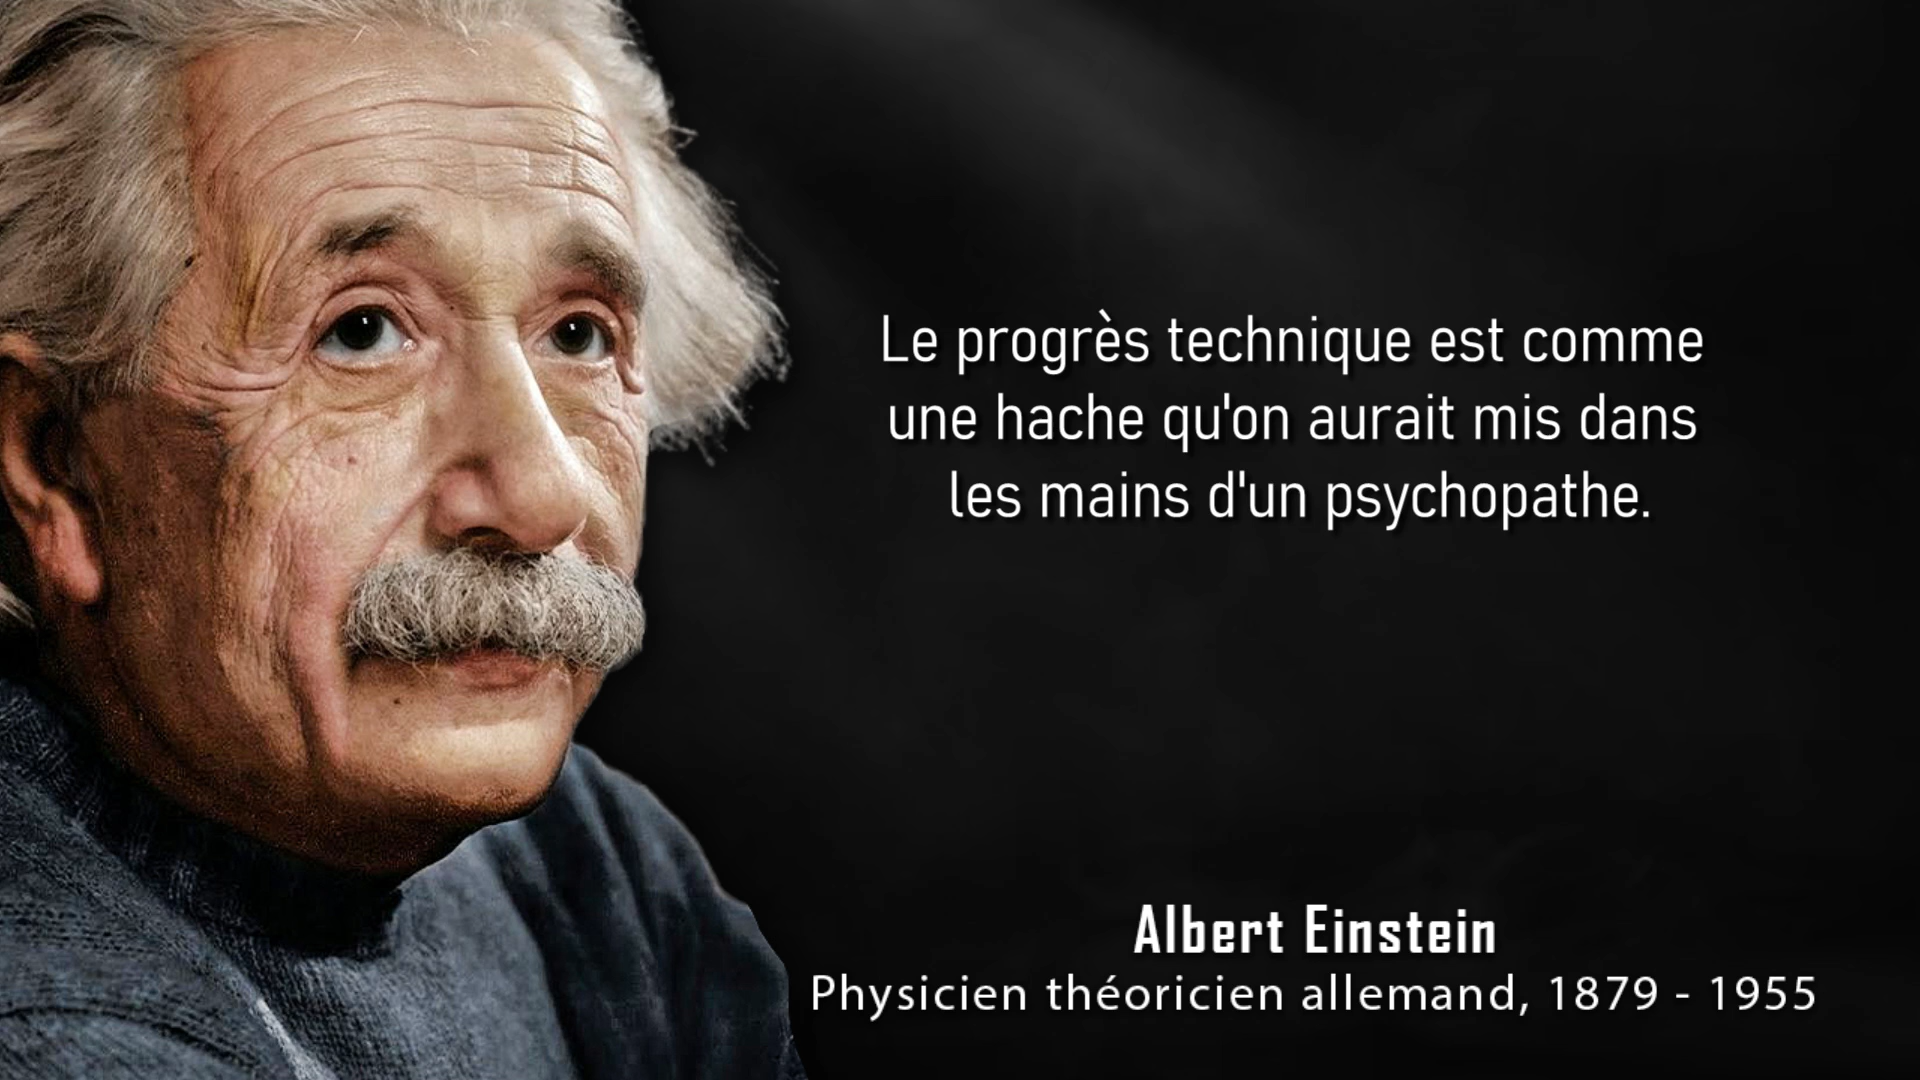 Le progrès technique est comme
une hache qu'on aurait mis dans
les mains d'un psychopathe.
Albert Einstein
Physicien théoricien allemand, 1879 - 1955